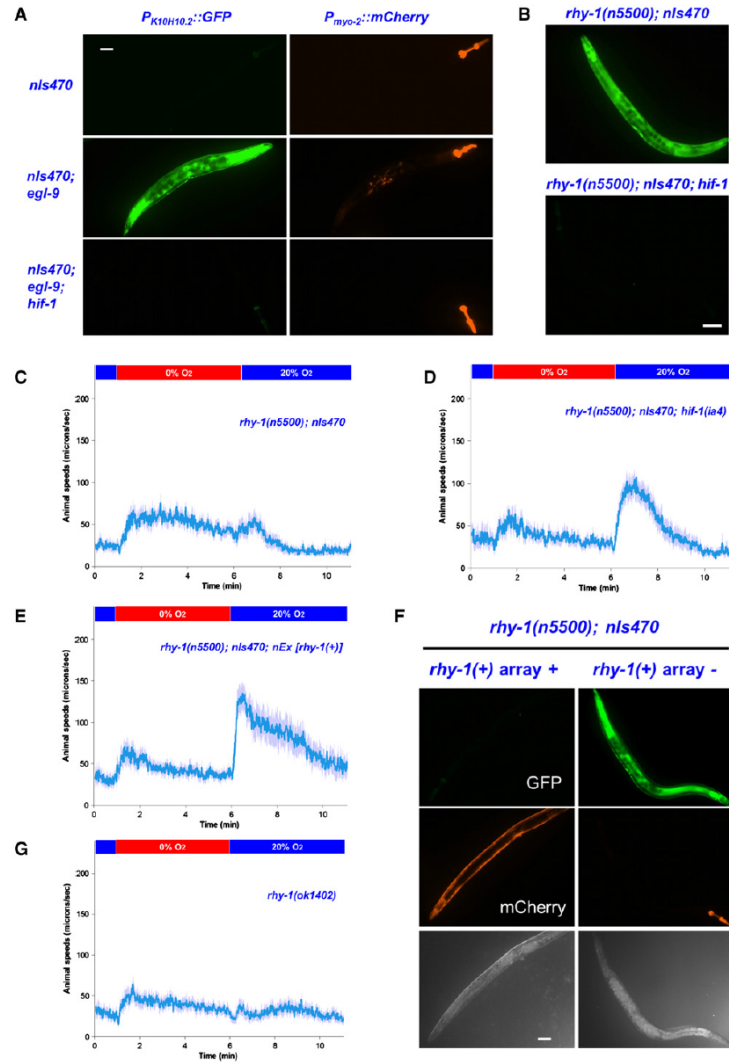 A
P K10H10.2::GFP
P myo-2::mCherry
nIs470
nIs470;
egl-9
nIs470;
egl-9;
hif-1
B
rhy-1(n5500); nIs470
rhy-1(n5500); nIs470; hif-1
C
0% O2
20% O2
rhy-1(n5500); nIs470
Animal speeds (microns/sec)
200
150
100
50
0
0 2 4 6 8 10
Time (min)
D
0% O2
20% O2
rhy-1(n5500); nIs470; hif-1(ia4)
Animal speeds (microns/sec)
200
150
100
50
0
0 2 4 6 8 10
Time (min)
E
0% O2
20% O2
rhy-1(n5500); nIs470; nEx [rhy-1(+)]
Animal speeds (microns/sec)
200
150
100
50
0
0 2 4 6 8 10
Time (min)
F
rhy-1(n5500); nIs470
rhy-1(+) array +
rhy-1(+) array -
GFP
mCherry
G
0% O2
20% O2
rhy-1(ok1402)
Animal speeds (microns/sec)
200
150
100
50
0
0 2 4 6 8 10
Time (min)